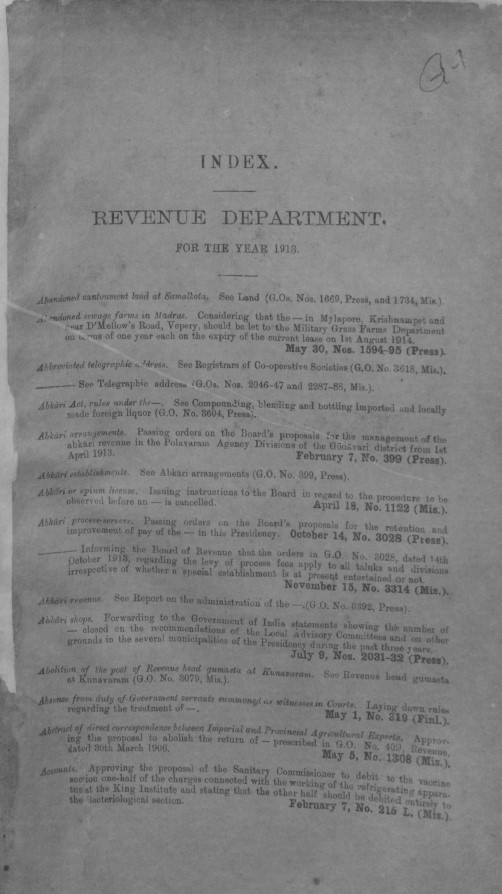 INDEX.
REVENUE DEPARTMENT.
FOR THE YEAR 1913.
Abandoned cantonment land at Samalkota. See Land (G.Os. Nos. 1669, Press, and 1734, Mis.)
Abandoned sewage farms in Madras. Considering that the — in Mylapore, Krishnampet and
near D'Mellow's Road, Vepery, should be let to the Military Grass Farms Department
on terms of one year each on the expiry of the current lease on 1st August 1914.
May 30, Nos. 1594-95 (Press).
Abbreviated telegraphic address. See Registrars of Co-operative Societies (G.O. No. 3618, Mis.).
——— See Telegraphic address (G.Os. Nos. 2046-47 and 2287-88, Mis.).
Abkāri Act, rules under the—. See Compounding, blending and bottling imported and locally
made foreign liquor (G.O. No. 3604, Press).
Abkāri arrangements. Passing orders on the Board's proposals for the management of the
abkāri revenue in the Polavaram Agency Divisions of the Gōdāvari district from 1st
April 1913. February 7, No. 399 (Press).
Abkāri establishments. See Abkāri arrangements (G.O. No. 399, Press).
Abkāri or opium license. Issuing instructions to the Board in regard to the procedure to be
observed before an — is cancelled. April 18, No. 1122 (Mis.).
Abkāri process-servers. Passing orders on the Board's proposals for the retention and
improvement of pay of the — in this Presidency. October 14, No. 3028 (Press).
——— Informing the Board of Revenue that the orders in G.O. No. 3028, dated 14th
October 1913, regarding the levy of process fees apply to all taluks and divisions
irrespective of whether a special establishment is at present entertained or not.
November 15, No. 3314 (Mis.).
Abkāri revenue. See Report on the administration of the —.(G.O. No. 3392, Press).
Abkāri shops. Forwarding to the Government of India statements showing the number of
— closed on the recommendations of the Local Advisory Committees and on other
grounds in the several municipalities of the Presidency during the past three years.
July 9, Nos. 2031-32 (Press).
Abolition of the post of Revenue head gumasta at Kunavaram. See Revenue head gumasta
at Kunavaram (G.O. No. 3079, Mis.).
Absence from duty of Government servants summoned as witnesses in Courts. Laying down rules
regarding the treatment of —. May 1, No. 319 (Finl.).
Abstract of direct correspondence between Imperial and Provincial Agricultural Experts. Approv-
ing the proposal to abolish the return of — prescribed in G.O. No. 409, Revenue,
dated 30th March 1906. May 5, No. 1308 (Mis.).
Accounts. Approving the proposal of the Sanitary Commissioner to debit to the vaccine
section one-half of the charges connected with the working of the refrigerating appara-
tus at the King Institute and stating that the other half should be debited entirely to
the bacteriological section. February 7, No. 215 L. (Mis.).